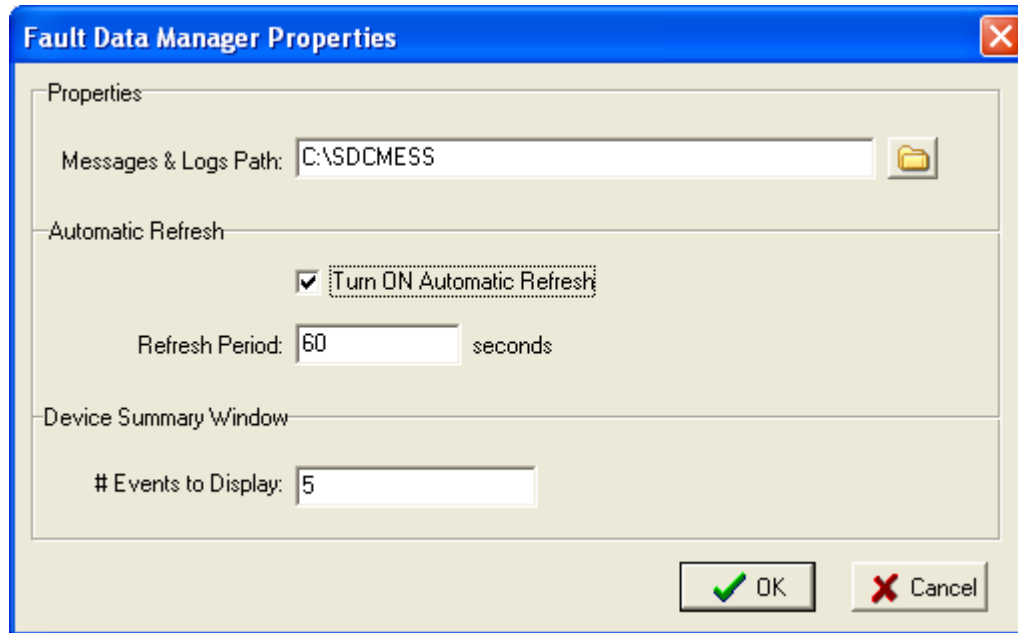 Fault Data Manager Properties
Properties
Messages & Logs Path: C:\SDCMESS
Automatic Refresh
Turn ON Automatic Refresh
Refresh Period: 60 seconds
Device Summary Window
# Events to Display: 5
OK Cancel